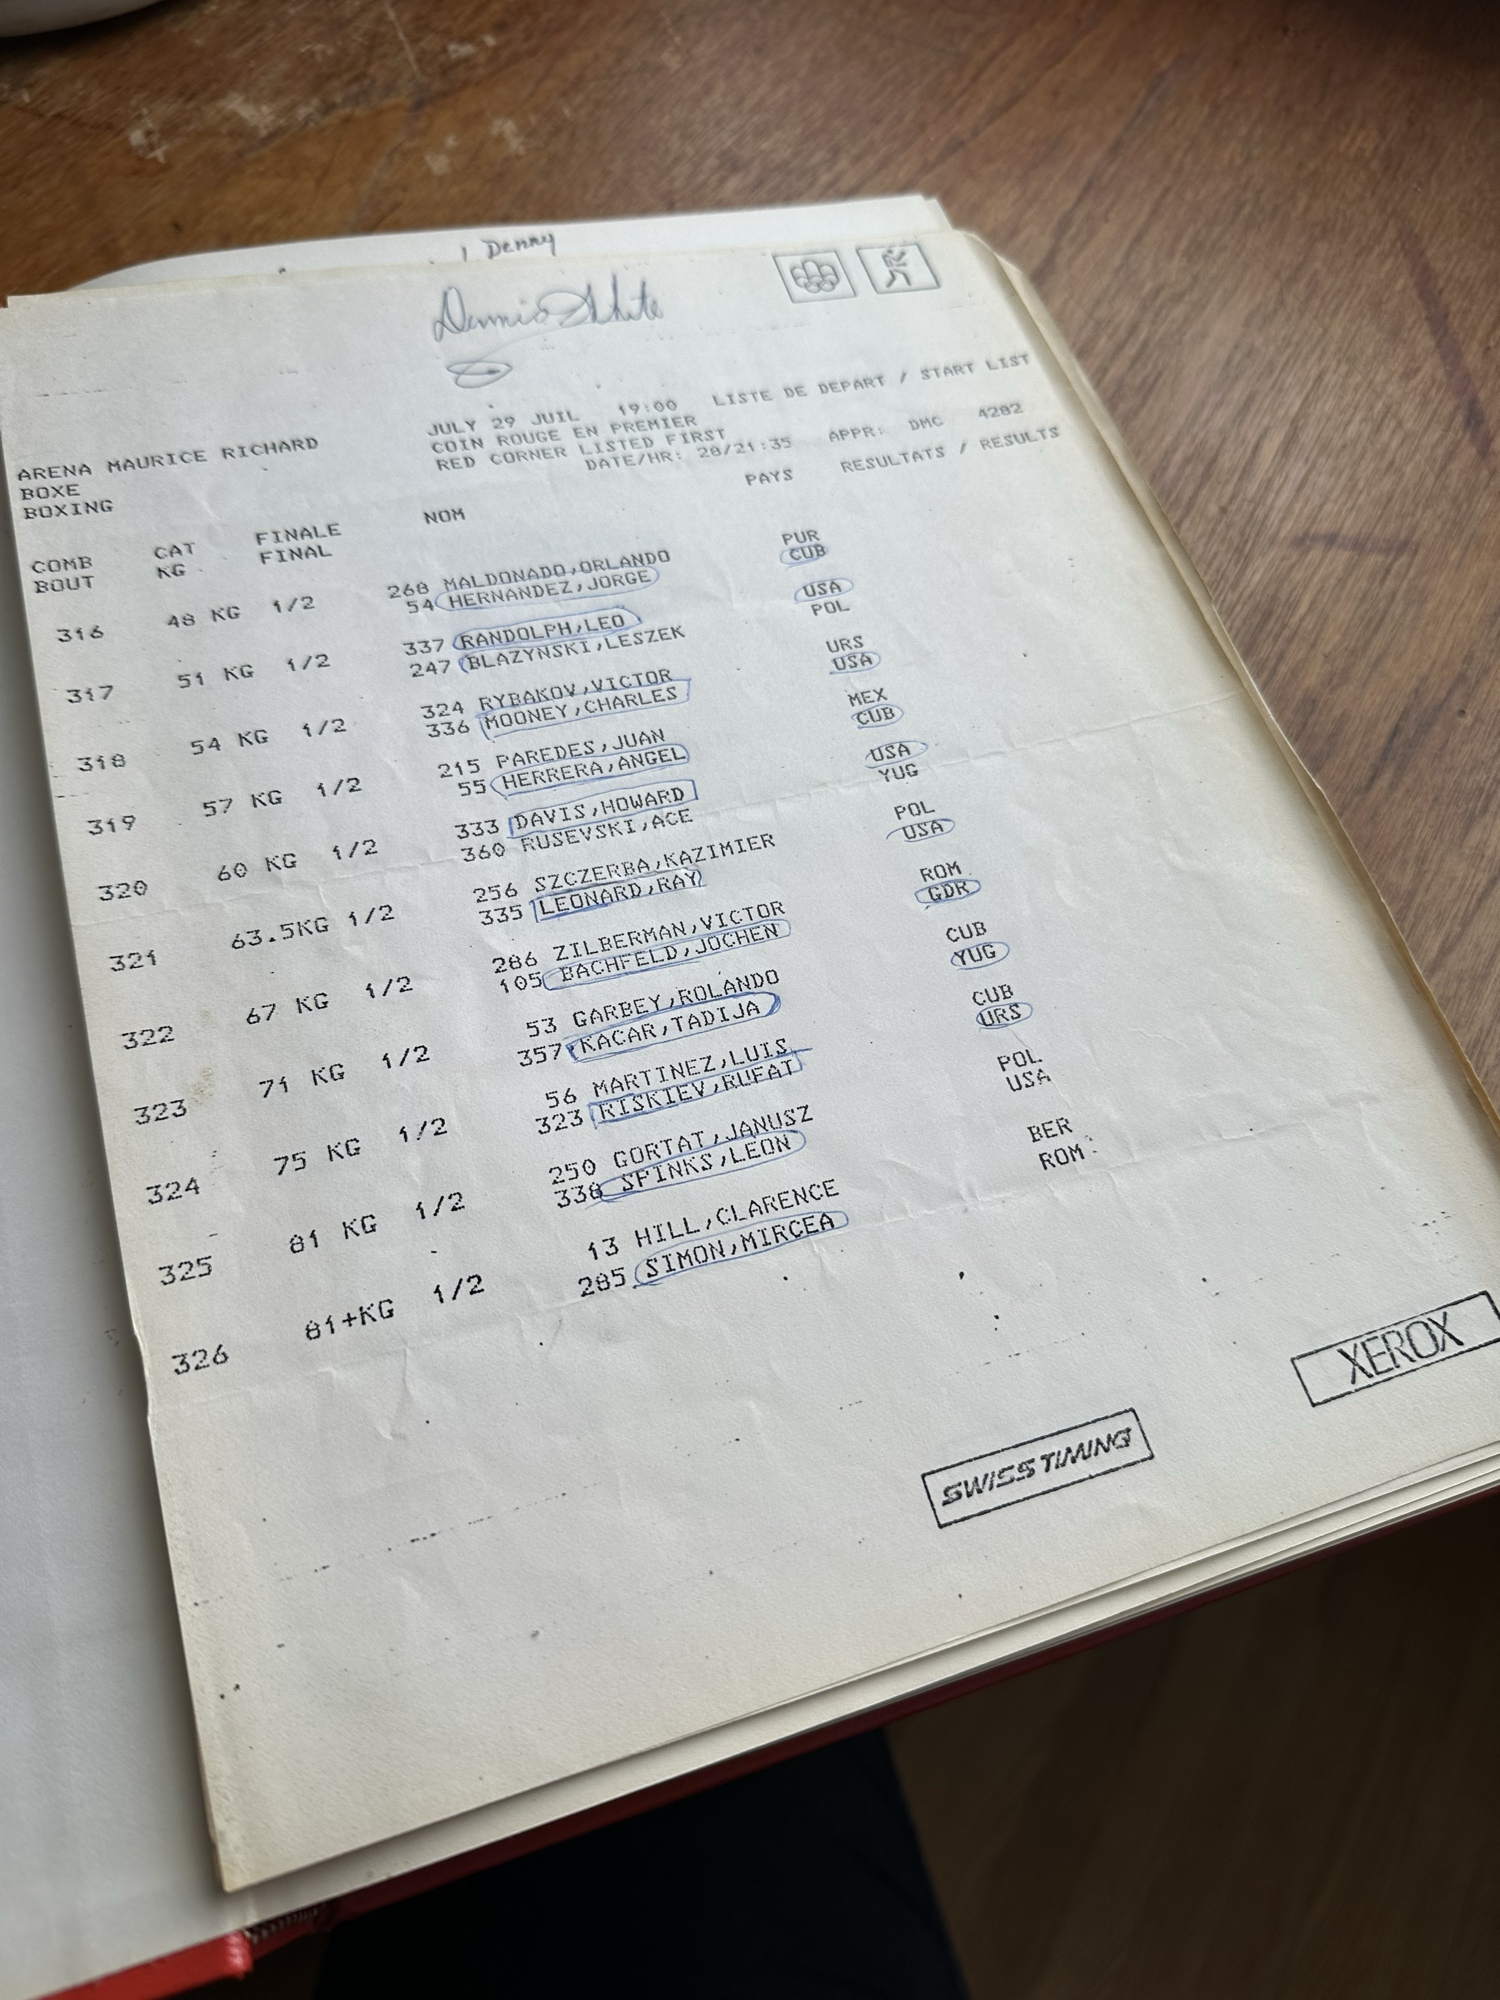 1 Denny
Dennis White
ARENA MAURICE RICHARD
BOXE
BOXING
JULY 29 JUIL 19:00 LISTE DE DEPART / START LIST
COIN ROUGE EN PREMIER
RED CORNER LISTED FIRST
DATE/HR: 28/21:35 APPR: DMC 4282
COMB CAT FINALE NOM PAYS RESULTATS / RESULTS
BOUT KG FINAL
316 48 KG 1/2 268 MALDONADO,ORLANDO PUR
54 HERNANDEZ,JORGE CUB
317 51 KG 1/2 337 RANDOLPH,LEO USA
247 BLAZYNSKI,LESZEK POL
318 54 KG 1/2 324 RYBAKOV,VICTOR URS
336 MOONEY,CHARLES USA
319 57 KG 1/2 215 PAREDES,JUAN MEX
55 HERRERA,ANGEL CUB
320 60 KG 1/2 333 DAVIS,HOWARD USA
360 RUSEVSKI,ACE YUG
321 63.5KG 1/2 256 SZCZERBA,KAZIMIER POL
335 LEONARD,RAY USA
322 67 KG 1/2 286 ZILBERMAN,VICTOR ROM
105 BACHFELD,JOCHEN GDR
323 71 KG 1/2 53 GARBEY,ROLANDO CUB
357 KACAR,TADIJA YUG
324 75 KG 1/2 56 MARTINEZ,LUIS CUB
323 RISKIEV,RUFAT URS
325 81 KG 1/2 250 GORTAT,JANUSZ POL
338 SPINKS,LEON USA
326 81+KG 1/2 13 HILL,CLARENCE BER
285 SIMON,MIRCEA ROM
SWISS TIMING
XEROX